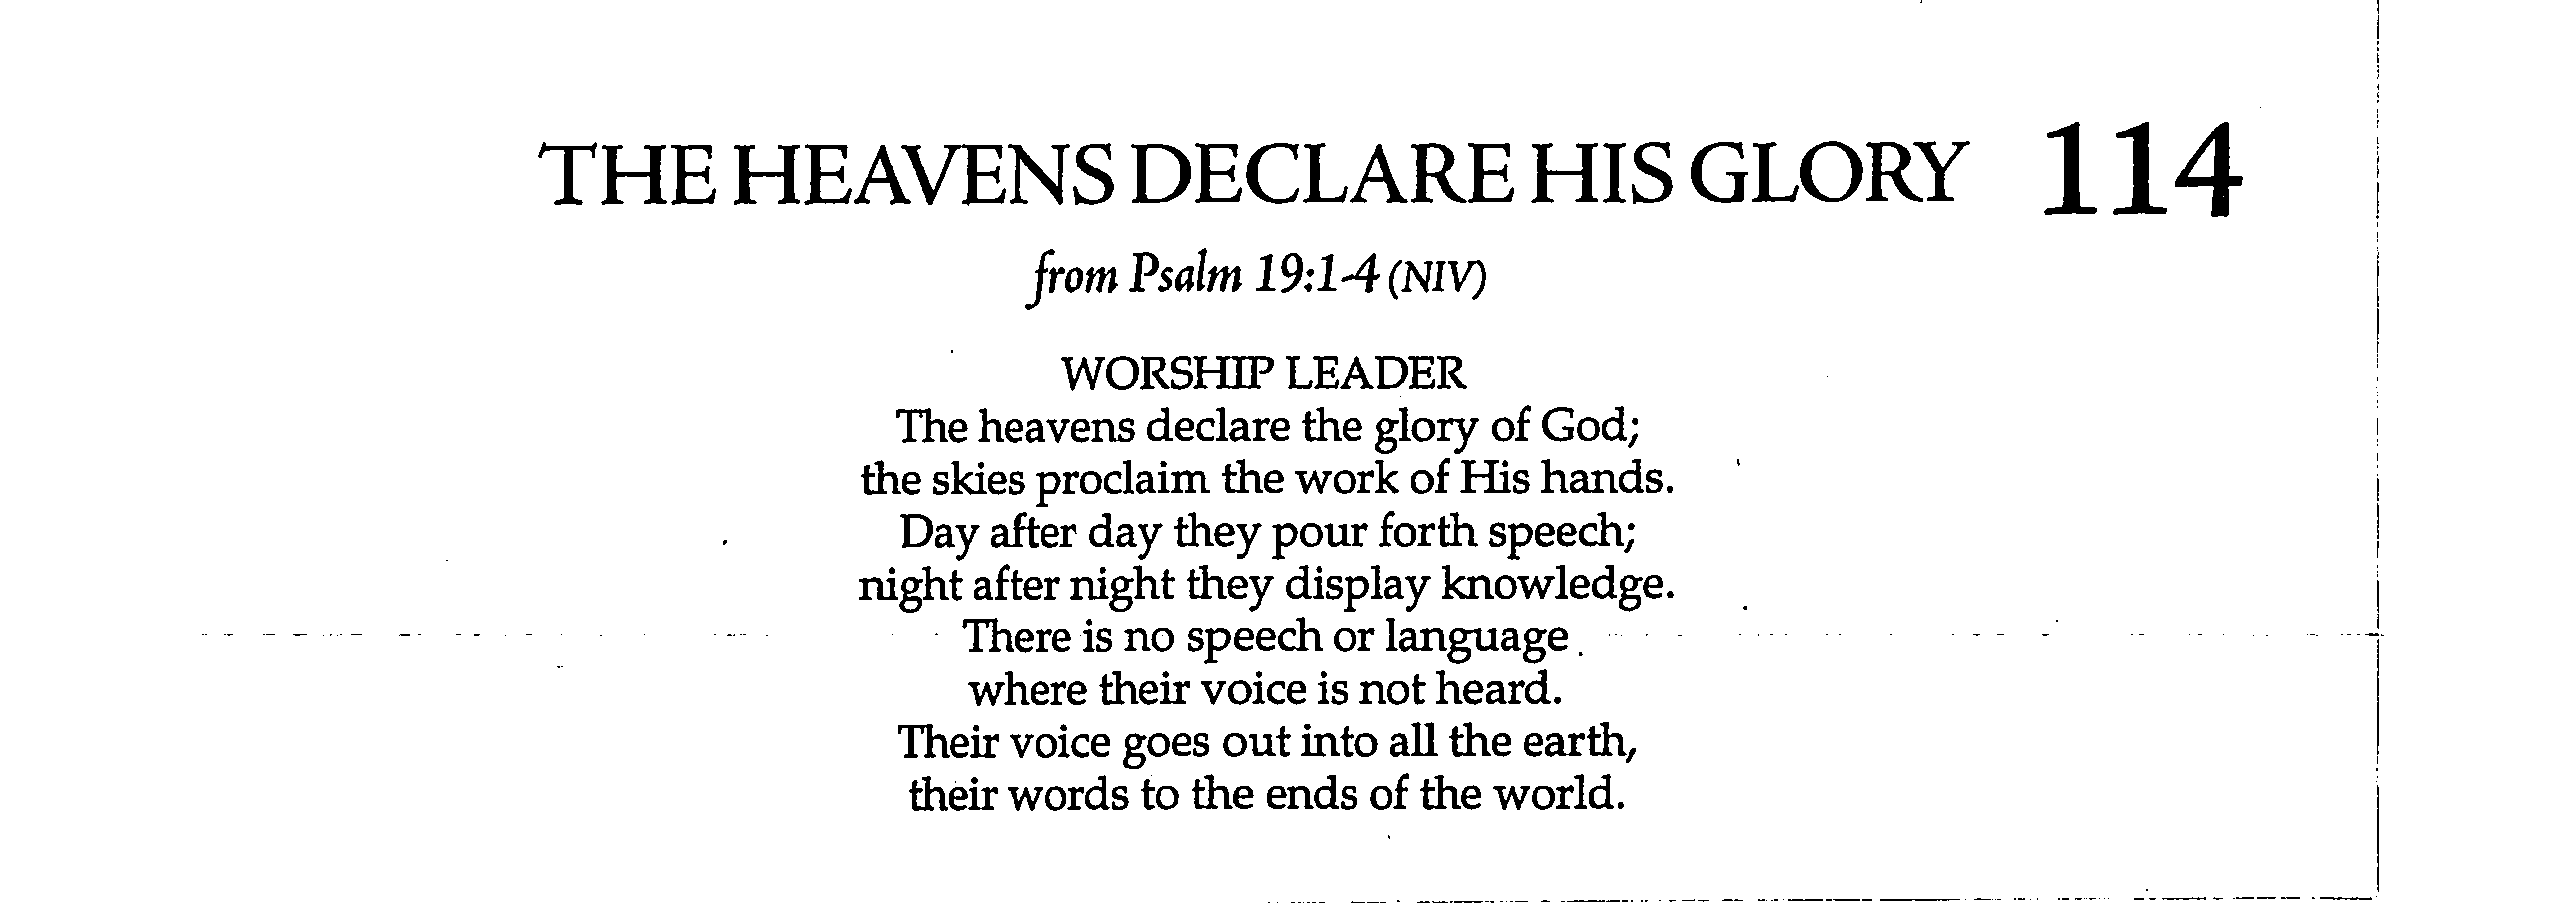 THE HEAVENS DECLARE HIS GLORY 114
from Psalm 19:1-4 (NIV)
WORSHIP LEADER
The heavens declare the glory of God;
the skies proclaim the work of His hands.
Day after day they pour forth speech;
night after night they display knowledge.
There is no speech or language
where their voice is not heard.
Their voice goes out into all the earth,
their words to the ends of the world.